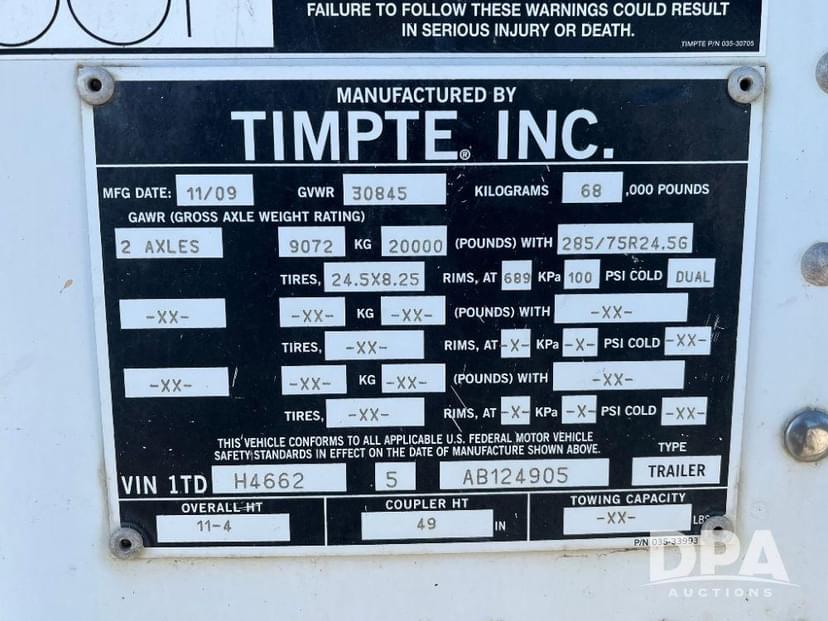 FAILURE TO FOLLOW THESE WARNINGS COULD RESULT
IN SERIOUS INJURY OR DEATH.
TIMPTE P/N 035-30705
MANUFACTURED BY
TIMPTE® INC.
MFG DATE: 11/09 GVWR 30845 KILOGRAMS 68 ,000 POUNDS
GAWR (GROSS AXLE WEIGHT RATING)
2 AXLES 9072 KG 20000 (POUNDS) WITH 285/75R24.5G
TIRES, 24.5X8.25 RIMS, AT 689 KPa 100 PSI COLD DUAL
-XX- -XX- KG -XX- (POUNDS) WITH -XX-
TIRES, -XX- RIMS, AT -X- KPa -X- PSI COLD -XX-
-XX- -XX- KG -XX- (POUNDS) WITH -XX-
TIRES, -XX- RIMS, AT -X- KPa -X- PSI COLD -XX-
THIS VEHICLE CONFORMS TO ALL APPLICABLE U.S. FEDERAL MOTOR VEHICLE
SAFETY STANDARDS IN EFFECT ON THE DATE OF MANUFACTURE SHOWN ABOVE.
TYPE
VIN 1TD H4662 5 AB124905 TRAILER
OVERALL HT COUPLER HT TOWING CAPACITY
11-4 49 IN -XX- LBS
P/N 035-33993
DPA
AUCTIONS